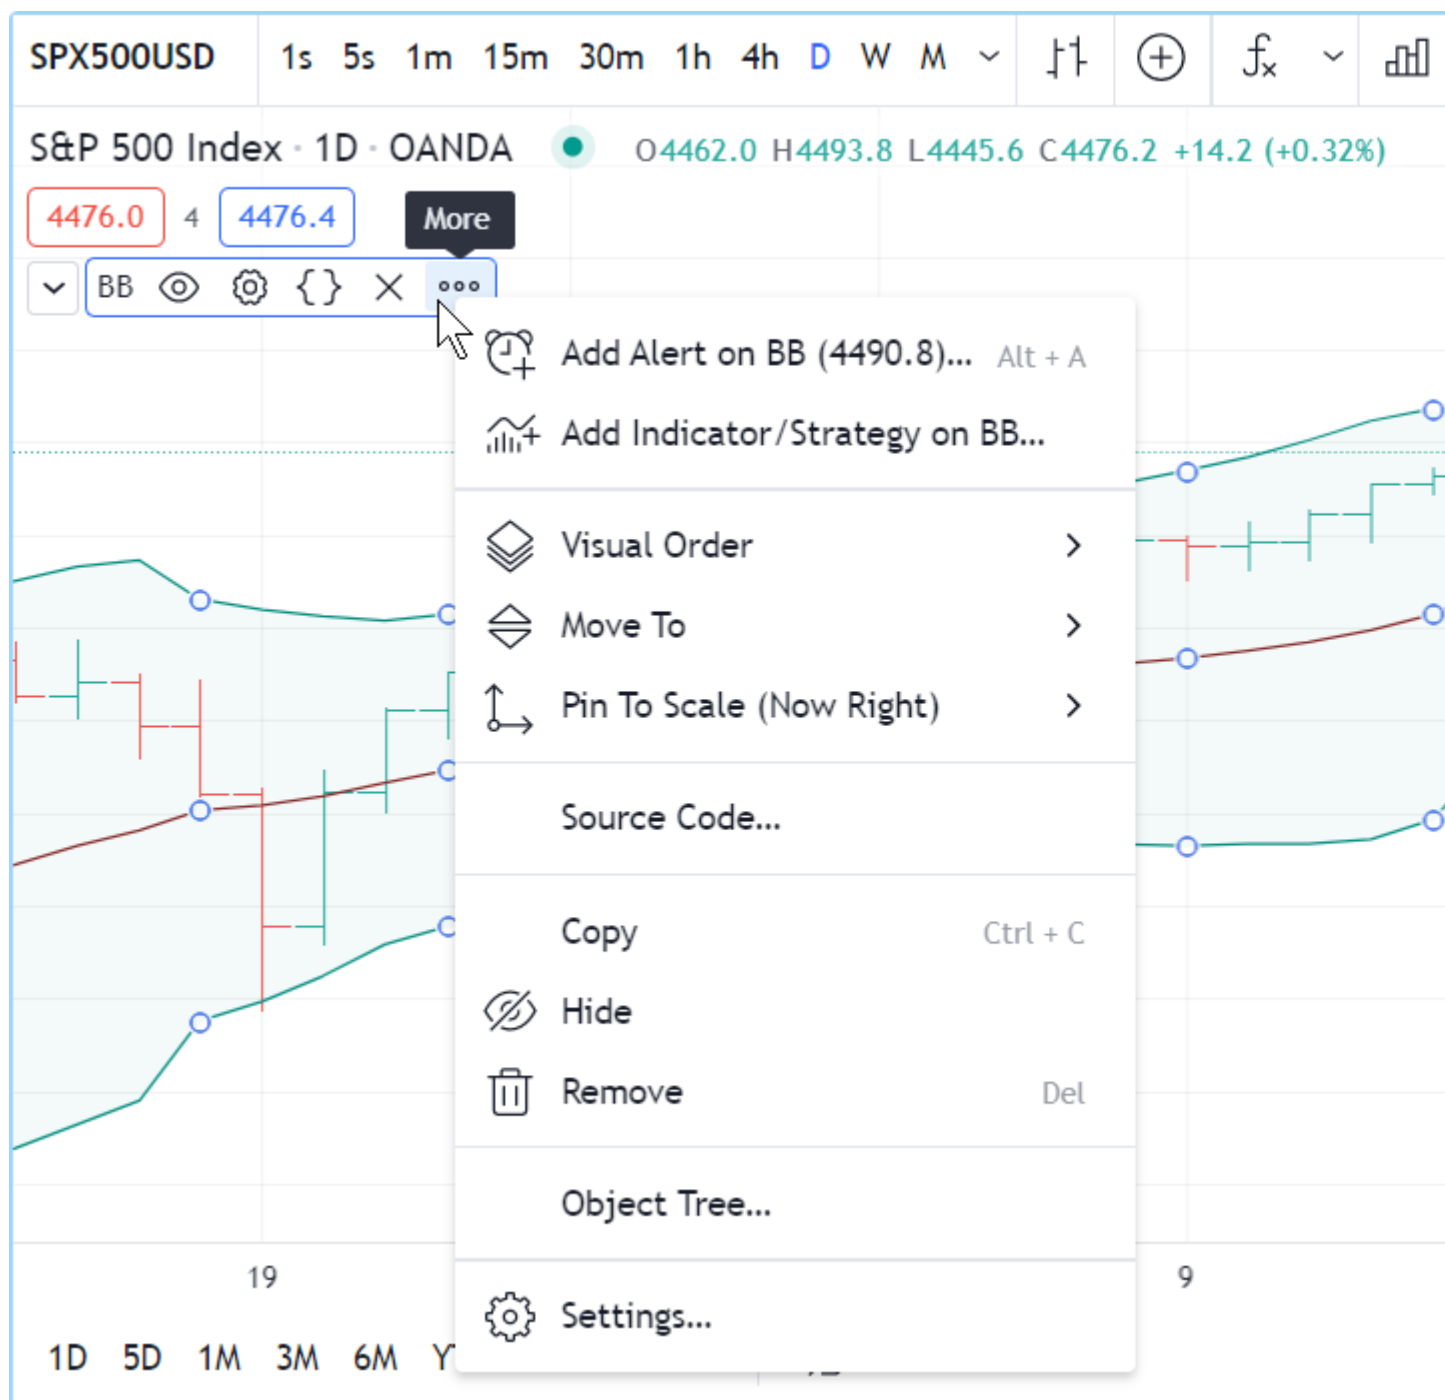 SPX500USD 1s 5s 1m 15m 30m 1h 4h D W M
S&P 500 Index · 1D · OANDA O4462.0 H4493.8 L4445.6 C4476.2 +14.2 (+0.32%)
4476.0 4 4476.4 More
BB
Add Alert on BB (4490.8)... Alt + A
Add Indicator/Strategy on BB...
Visual Order
Move To
Pin To Scale (Now Right)
Source Code...
Copy Ctrl + C
Hide
Remove Del
Object Tree...
19 9
Settings...
1D 5D 1M 3M 6M